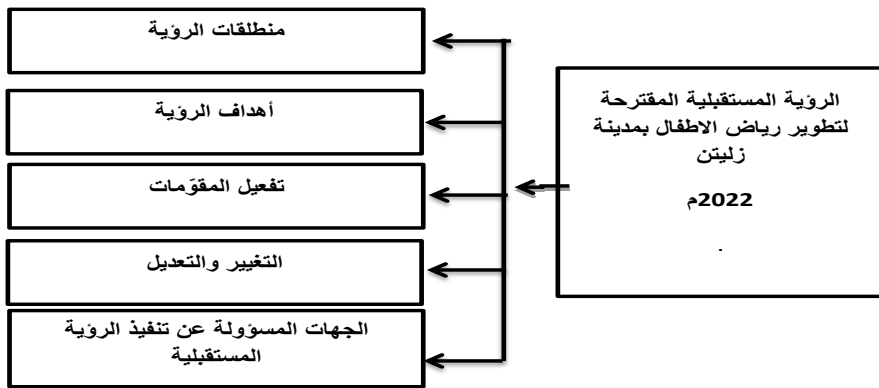 الرؤية المستقبلية المقترحة
لتطوير رياض الاطفال بمدينة
زليتن
2022م
.
منطلقات الرؤية
أهداف الرؤية
تفعيل المقوّمات
التغيير والتعديل
الجهات المسؤولة عن تنفيذ الرؤية
المستقبلية